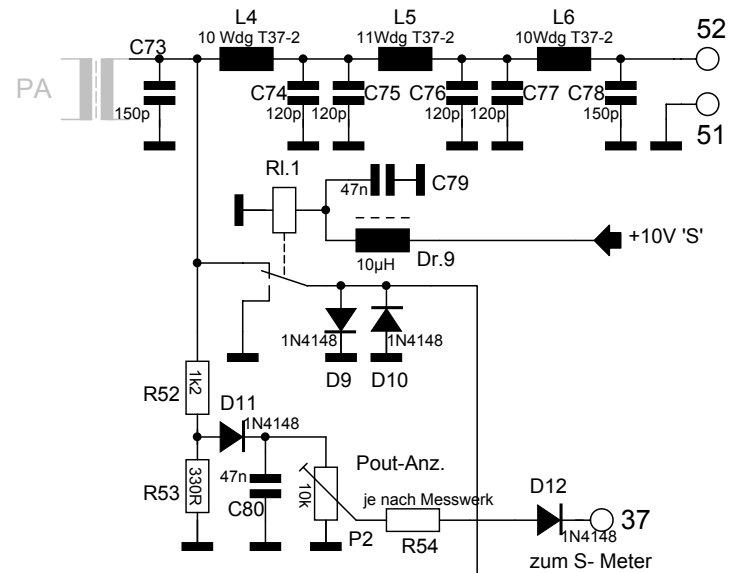 L4
10 Wdg T37-2
L5
11Wdg T37-2
L6
10Wdg T37-2
52
C73
PA
150p
C74
120p
C75
120p
C76
120p
C77
120p
C78
150p
51
Rl.1
47n
C79
10µH
Dr.9
+10V 'S'
1N4148
1N4148
D9
D10
R52
1k2
D11
1N4148
R53
330R
47n
C80
10k
P2
Pout-Anz.
je nach Messwerk
R54
D12
37
1N4148
zum S- Meter